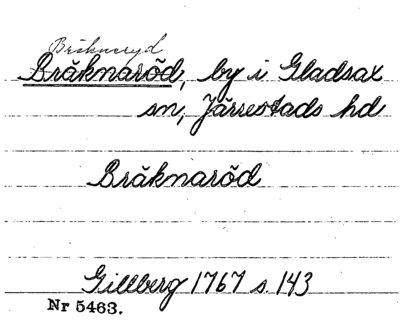 Bräkneryd
Bräknaröd, by i Gladsax
sn, Järrestads hd
Bräknaröd
Gillberg 1767 s. 143
Nr 5463.